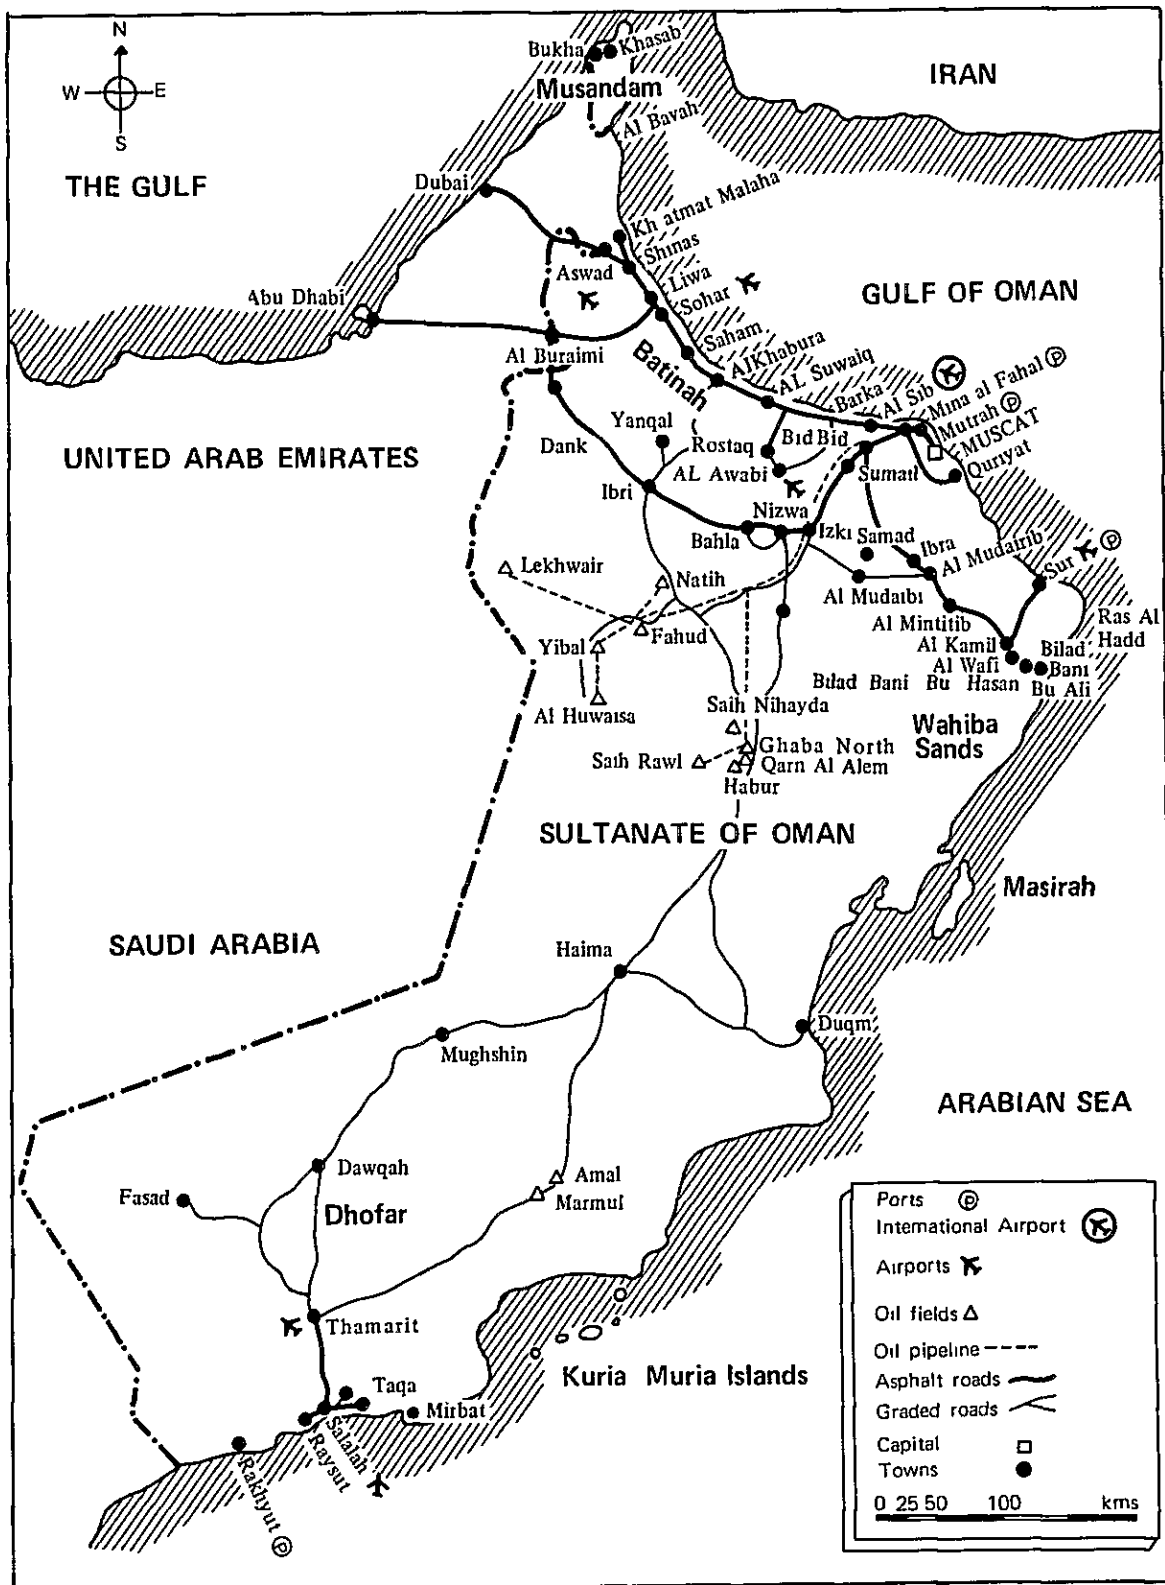 N
W E
S
Bukha Khasab
Musandam
Al Bavah
IRAN
THE GULF
Dubai
Kh atmat Malaha
Shinas
Aswad
Liwa
Sohar
GULF OF OMAN
Abu Dhabi
Saham
Al Buraimi
Batinah
AlKhabura
AL Suwaiq
Barka
Al Sib
Mina al Fahal P
Mutrah P
MUSCAT
Quriyat
UNITED ARAB EMIRATES
Yanqal
Dank
Rostaq
Bid Bid
AL Awabi
Sumail
Ibri
Nizwa
Bahla
Izki
Samad
Ibra
Al Mudairib
Sur P
Lekhwair
Natih
Al Mudaibi
Al Mintitib
Ras Al
Hadd
Fahud
Yibal
Al Kamil
Al Wafi
Bilad
Bani
Bu Ali
Bilad Bani Bu Hasan
Al Huwaisa
Saih Nihayda
Wahiba
Sands
Ghaba North
Saih Rawl
Qarn Al Alem
Habur
SULTANATE OF OMAN
Masirah
SAUDI ARABIA
Haima
Duqm
Mughshin
ARABIAN SEA
Dawqah
Amal
Marmul
Fasad
Dhofar
Thamarit
Kuria Muria Islands
Taqa
Mirbat
Salalah
Raysut
Rakhyut P
Ports P
International Airport
Airports
Oil fields
Oil pipeline
Asphalt roads
Graded roads
Capital
Towns
0 25 50 100 kms